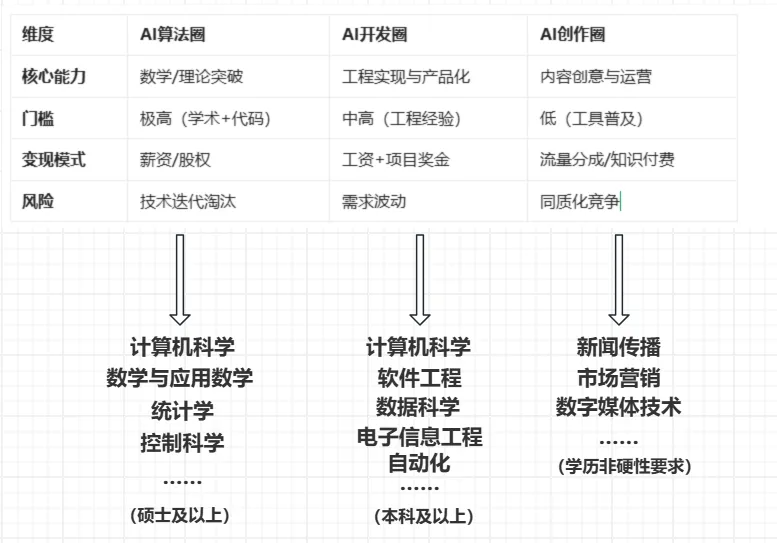 维度 AI算法圈 AI开发圈 AI创作圈
核心能力 数学/理论突破 工程实现与产品化 内容创意与运营
门槛 极高（学术+代码） 中高（工程经验） 低（工具普及）
变现模式 薪资/股权 工资+项目奖金 流量分成/知识付费
风险 技术迭代淘汰 需求波动 同质化竞争
计算机科学
数学与应用数学
统计学
控制科学
……
（硕士及以上）
计算机科学
软件工程
数据科学
电子信息工程
自动化
……
（本科及以上）
新闻传播
市场营销
数字媒体技术
……
（学历非硬性要求）